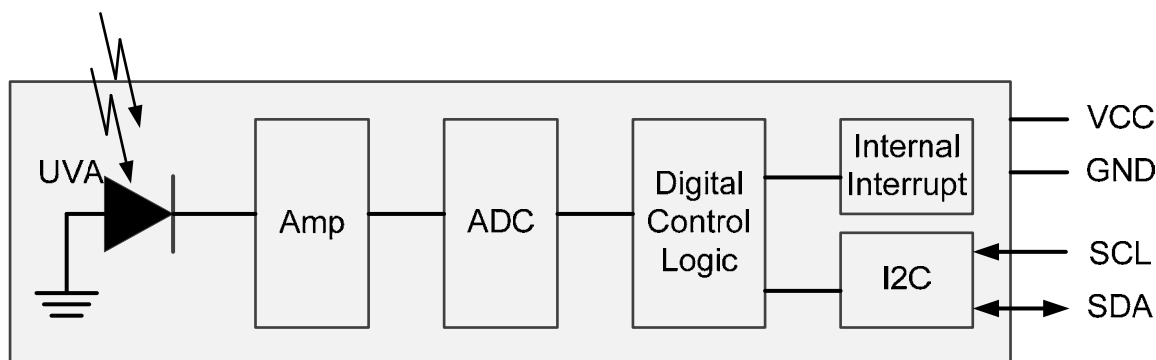 UVA
Amp
ADC
Digital
Control
Logic
Internal
Interrupt
I2C
VCC
GND
SCL
SDA